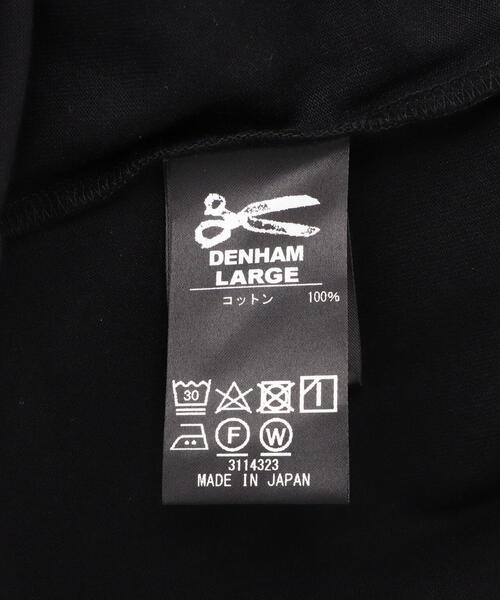 DENHAM
LARGE
コットン 100%
30
F W
3114323
MADE IN JAPAN